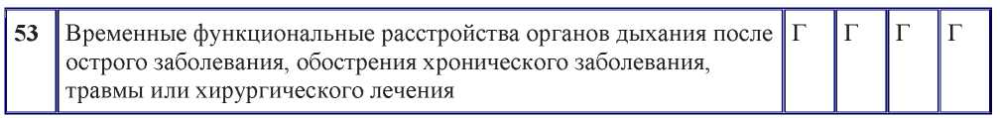 53 Временные функциональные расстройства органов дыхания после Г Г Г Г
острого заболевания, обострения хронического заболевания,
травмы или хирургического лечения